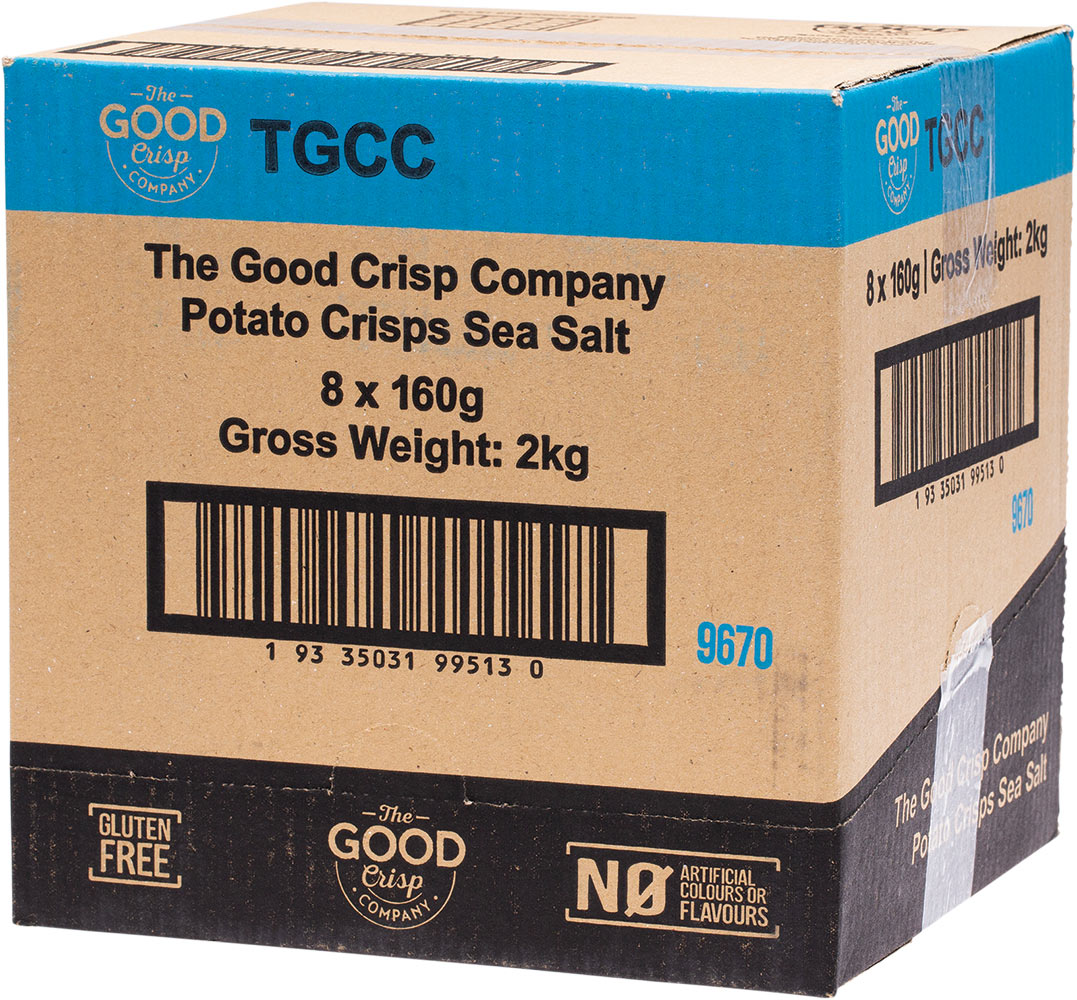 The
GOOD
Crisp
COMPANY
TGCC
The Good Crisp Company
Potato Crisps Sea Salt
8 x 160g
Gross Weight: 2kg
1 93 35031 99513 0
9670
GLUTEN
FREE
The
GOOD
Crisp
COMPANY
NØ ARTIFICIAL
COLOURS OR
FLAVOURS
The
GOOD
Crisp
COMPANY
TGCC
8 x 160g | Gross Weight: 2kg
1 93 35031 99513 0
9670
The Good Crisp Company
Potato Crisps Sea Salt